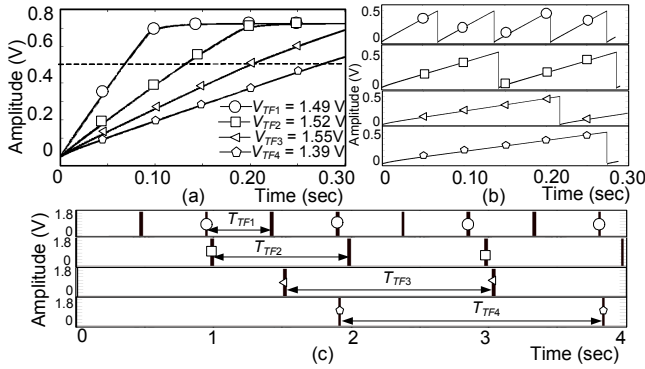 0.8
0.6
0.4
0.2
0.0
Amplitude (V)
0.10
0.20
0.30
(a)
Time (sec)
V_TF1 = 1.49 V
V_TF2 = 1.52 V
V_TF3 = 1.55V
V_TF4 = 1.39 V
(b)
Amplitude (V)
0.5
0
0.5
0
0.5
0
0.5
0
0.00
0.10
0.20
0.30
Time (sec)
Amplitude (V)
1.8
0
1.8
0
1.8
0
1.8
0
T_TF1
T_TF2
T_TF3
T_TF4
0
1
2
3
4
(c)
Time (sec)